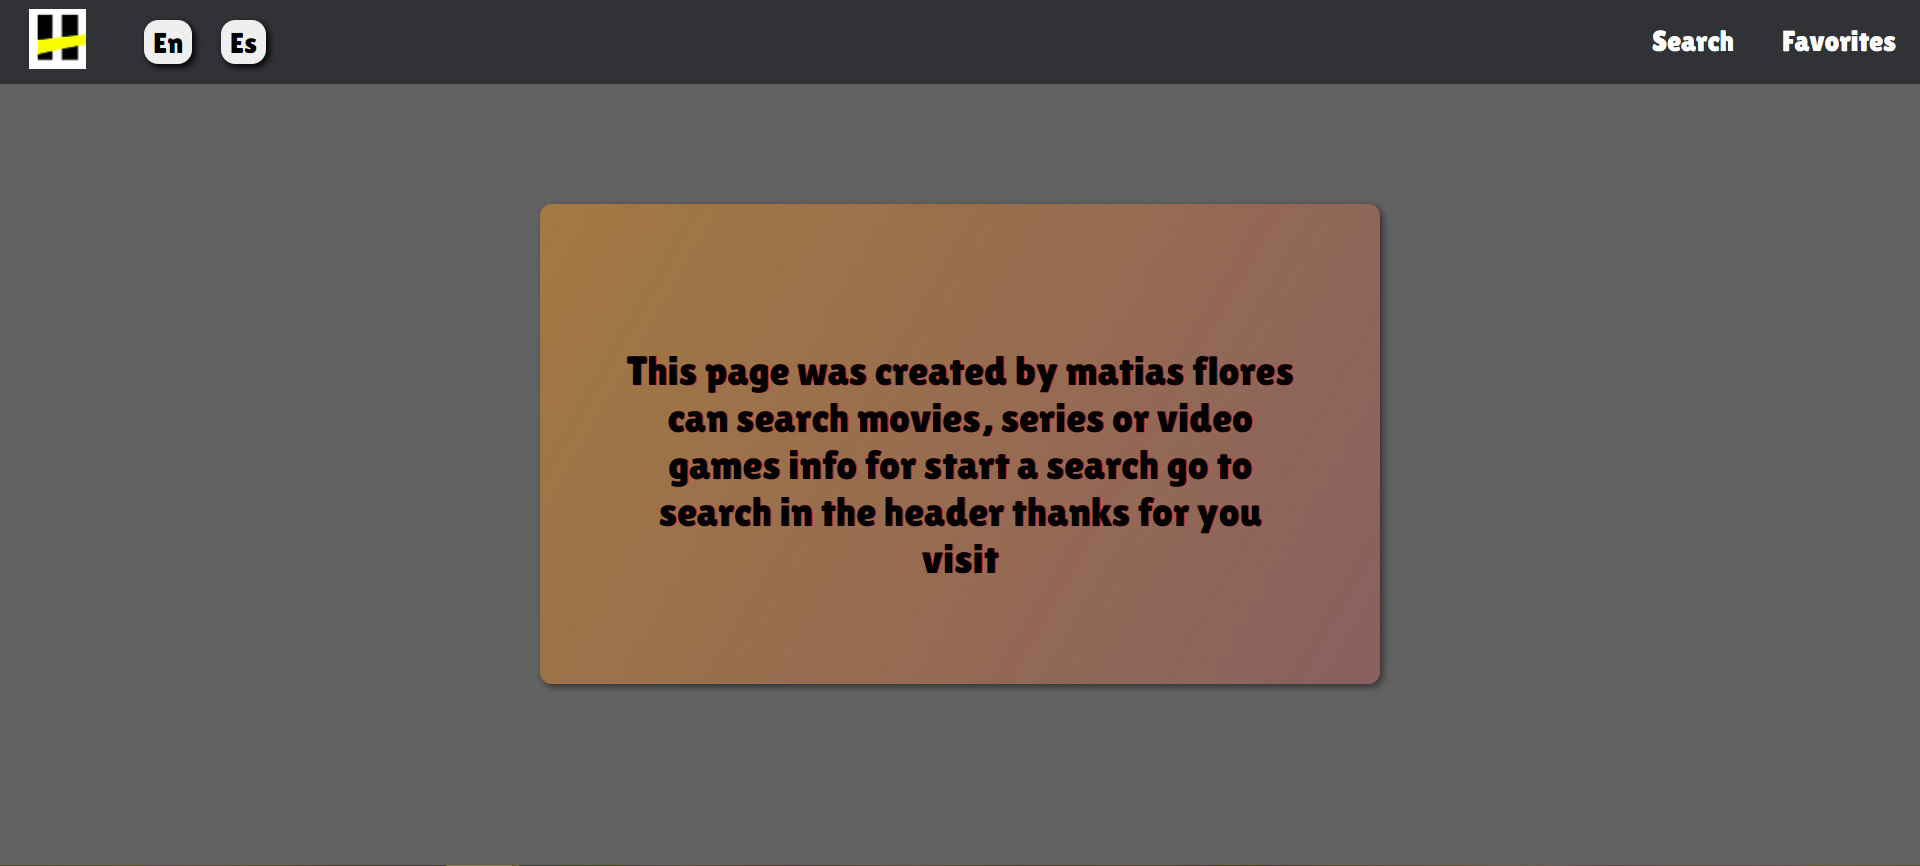 En
Es
Search
Favorites
This page was created by matias flores
can search movies, series or video
games info for start a search go to
search in the header thanks for you
visit